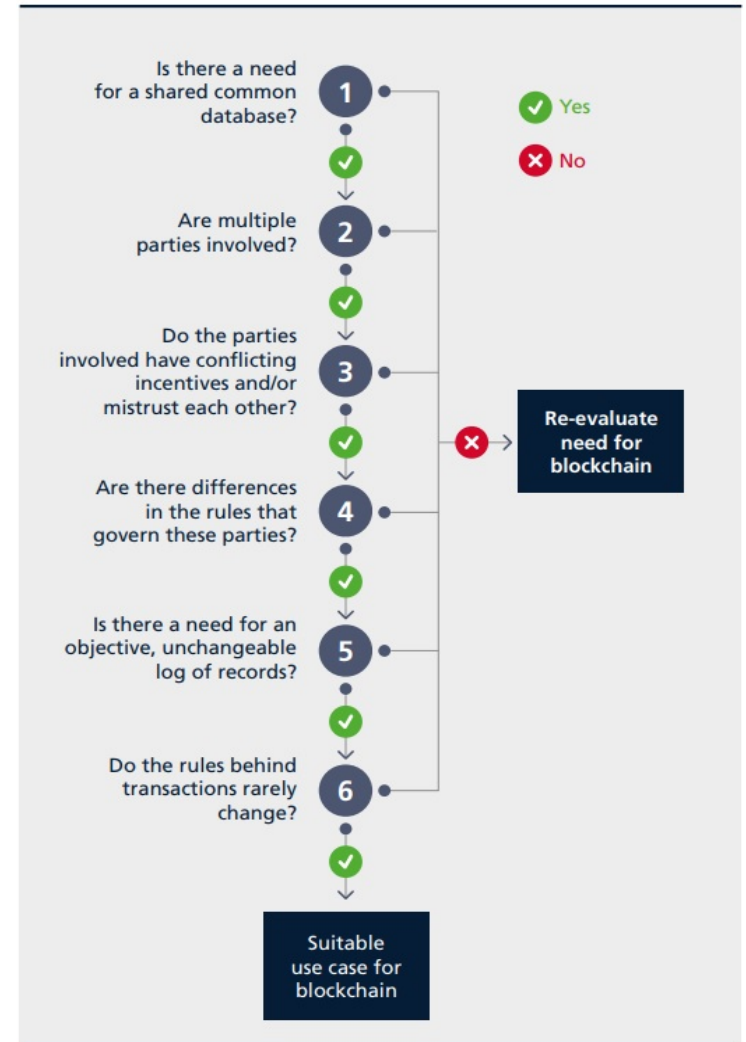 Is there a need
for a shared common
database?
1
Yes
No
Are multiple
parties involved?
2
Do the parties
involved have conflicting
incentives and/or
mistrust each other?
3
Re-evaluate
need for
blockchain
Are there differences
in the rules that
govern these parties?
4
Is there a need for an
objective, unchangeable
log of records?
5
Do the rules behind
transactions rarely
change?
6
Suitable
use case for
blockchain